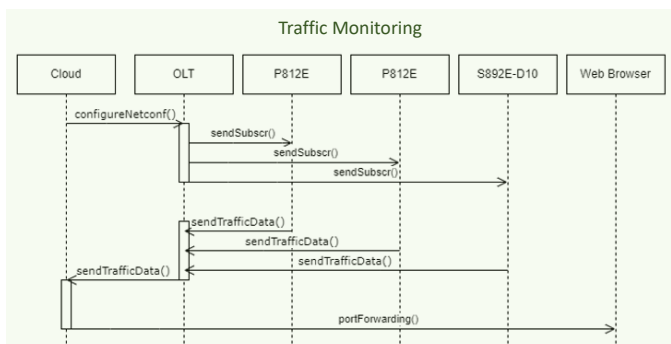 Traffic Monitoring
Cloud OLT P812E P812E S892E-D10 Web Browser
configureNetconf()
sendSubscr()
sendSubscr()
sendSubscr()
sendTrafficData()
sendTrafficData()
sendTrafficData()
sendTrafficData()
portForwarding()